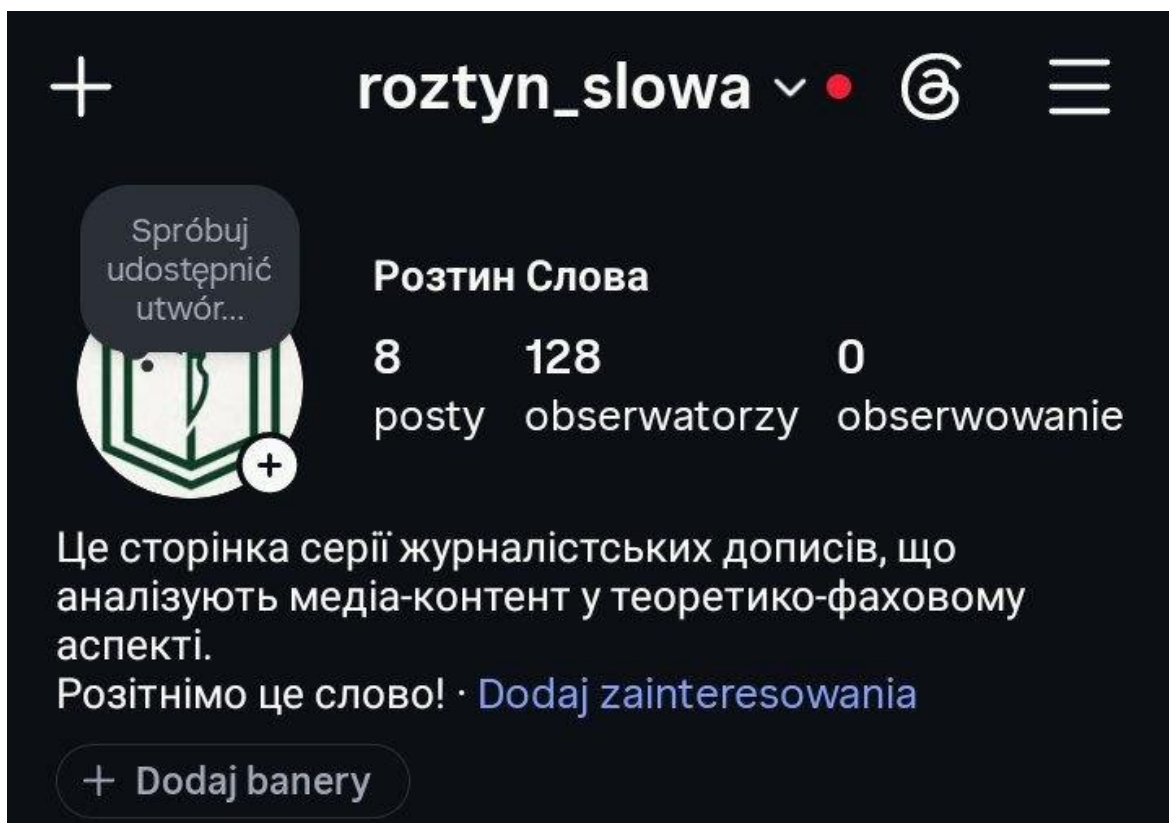 roztyn_slowa
Spróbuj
udostępnić
utwór...
Розтин Слова
8 128 0
posty obserwatorzy obserwowanie
Це сторінка серії журналістських дописів, що
аналізують медіа-контент у теоретико-фаховому
аспекті.
Розітнімо це слово! · Dodaj zainteresowania
+ Dodaj banery